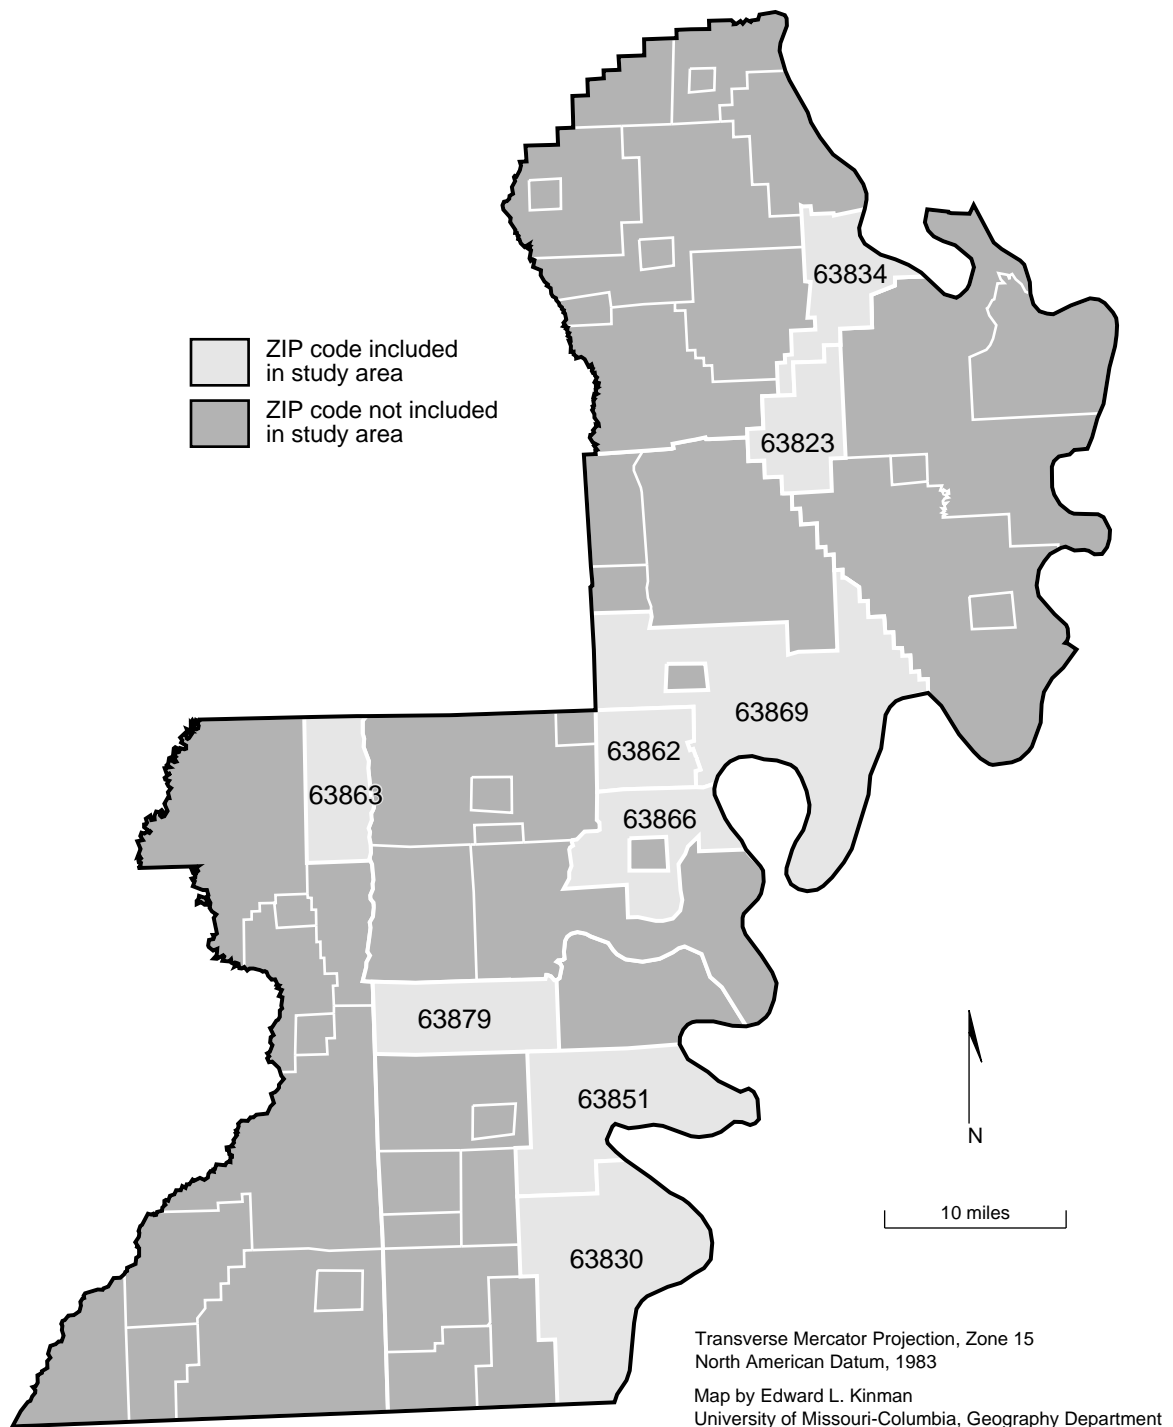 63834
ZIP code included
in study area
ZIP code not included
in study area
63823
63869
63862
63863
63866
63879
63851
N
10 miles
63830
Transverse Mercator Projection, Zone 15
North American Datum, 1983
Map by Edward L. Kinman
University of Missouri-Columbia, Geography Department